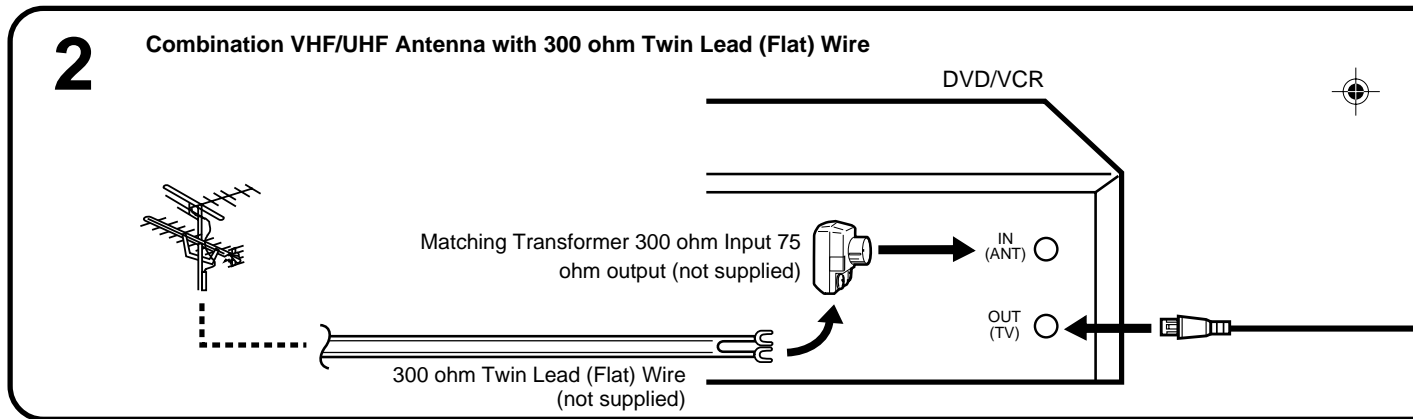 2
Combination VHF/UHF Antenna with 300 ohm Twin Lead (Flat) Wire
DVD/VCR
Matching Transformer 300 ohm Input 75
ohm output (not supplied)
IN
(ANT)
OUT
(TV)
300 ohm Twin Lead (Flat) Wire
(not supplied)